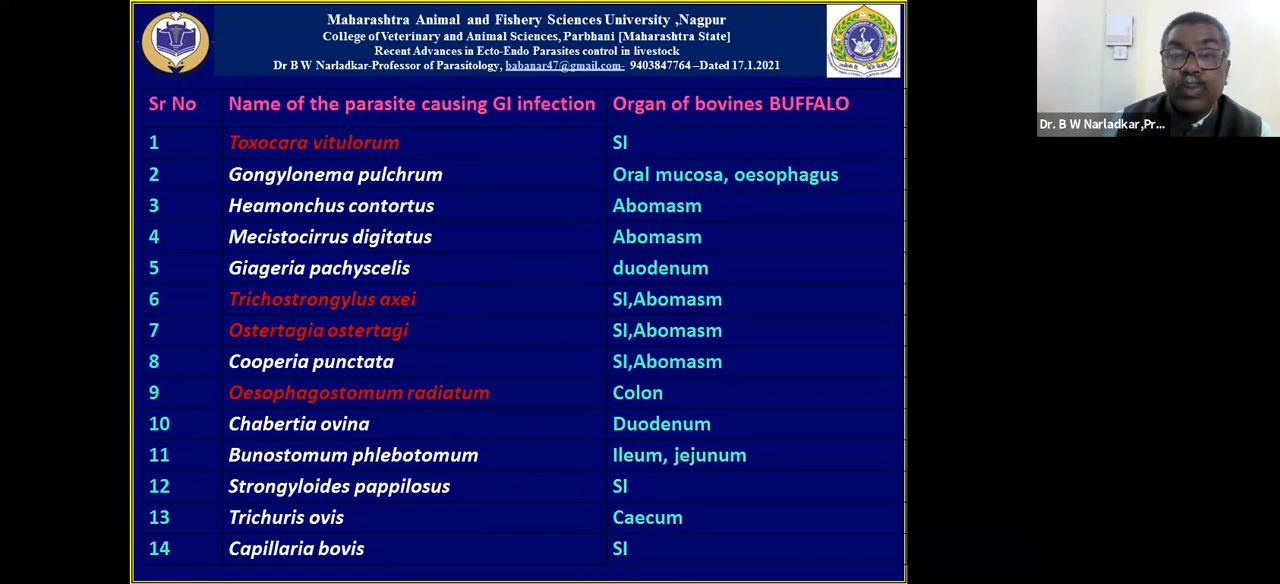 Maharashtra Animal and Fishery Sciences University ,Nagpur
College of Veterinary and Animal Sciences, Parbhani [Maharashtra State]
Recent Advances in Ecto-Endo Parasites control in livestock
Dr B W Narladkar-Professor of Parasitology, babanar47@gmail.com- 9403847764 –Dated 17.1.2021
Sr No Name of the parasite causing GI infection Organ of bovines BUFFALO
1 Toxocara vitulorum SI
2 Gongylonema pulchrum Oral mucosa, oesophagus
3 Heamonchus contortus Abomasm
4 Mecistocirrus digitatus Abomasm
5 Giageria pachyscelis duodenum
6 Trichostrongylus axei SI,Abomasm
7 Ostertagia ostertagi SI,Abomasm
8 Cooperia punctata SI,Abomasm
9 Oesophagostomum radiatum Colon
10 Chabertia ovina Duodenum
11 Bunostomum phlebotomum Ileum, jejunum
12 Strongyloides pappilosus SI
13 Trichuris ovis Caecum
14 Capillaria bovis SI
Dr. B W Narladkar,Pr...